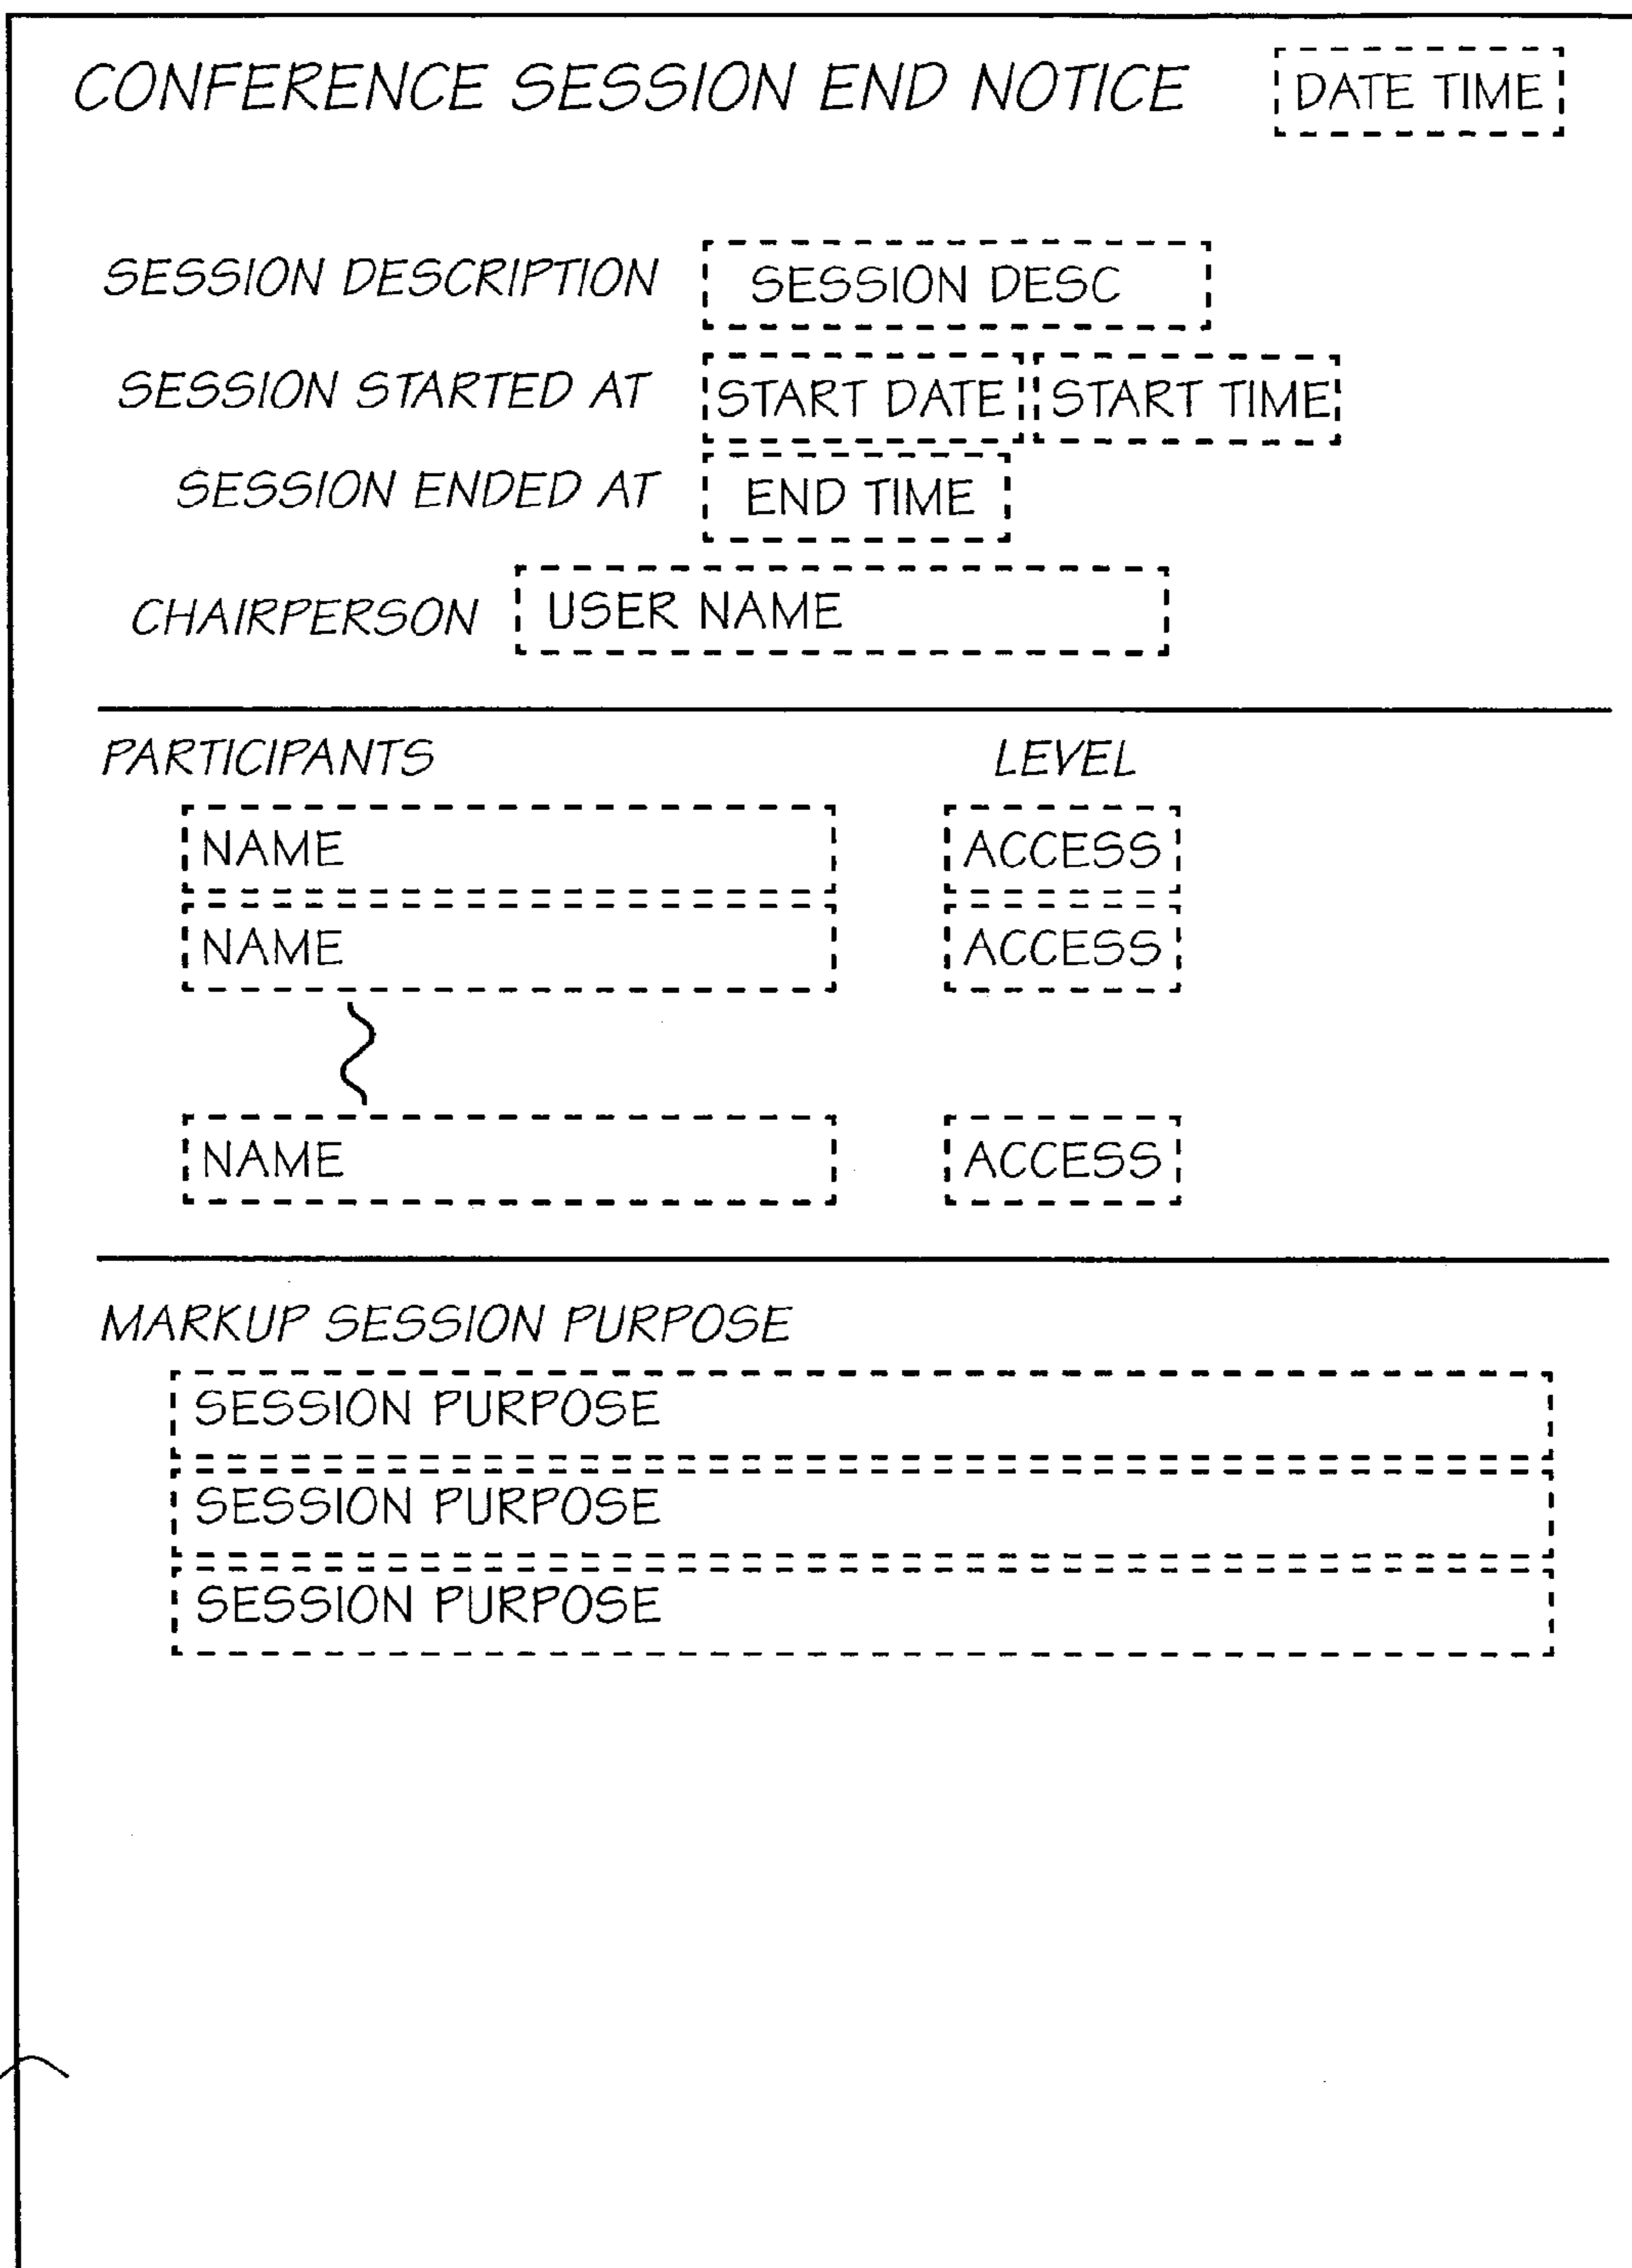 CONFERENCE SESSION END NOTICE DATE TIME
SESSION DESCRIPTION SESSION DESC
SESSION STARTED AT START DATE START TIME
SESSION ENDED AT END TIME
CHAIRPERSON USER NAME
PARTICIPANTS LEVEL
NAME ACCESS
NAME ACCESS
NAME ACCESS
MARKUP SESSION PURPOSE
SESSION PURPOSE
SESSION PURPOSE
SESSION PURPOSE